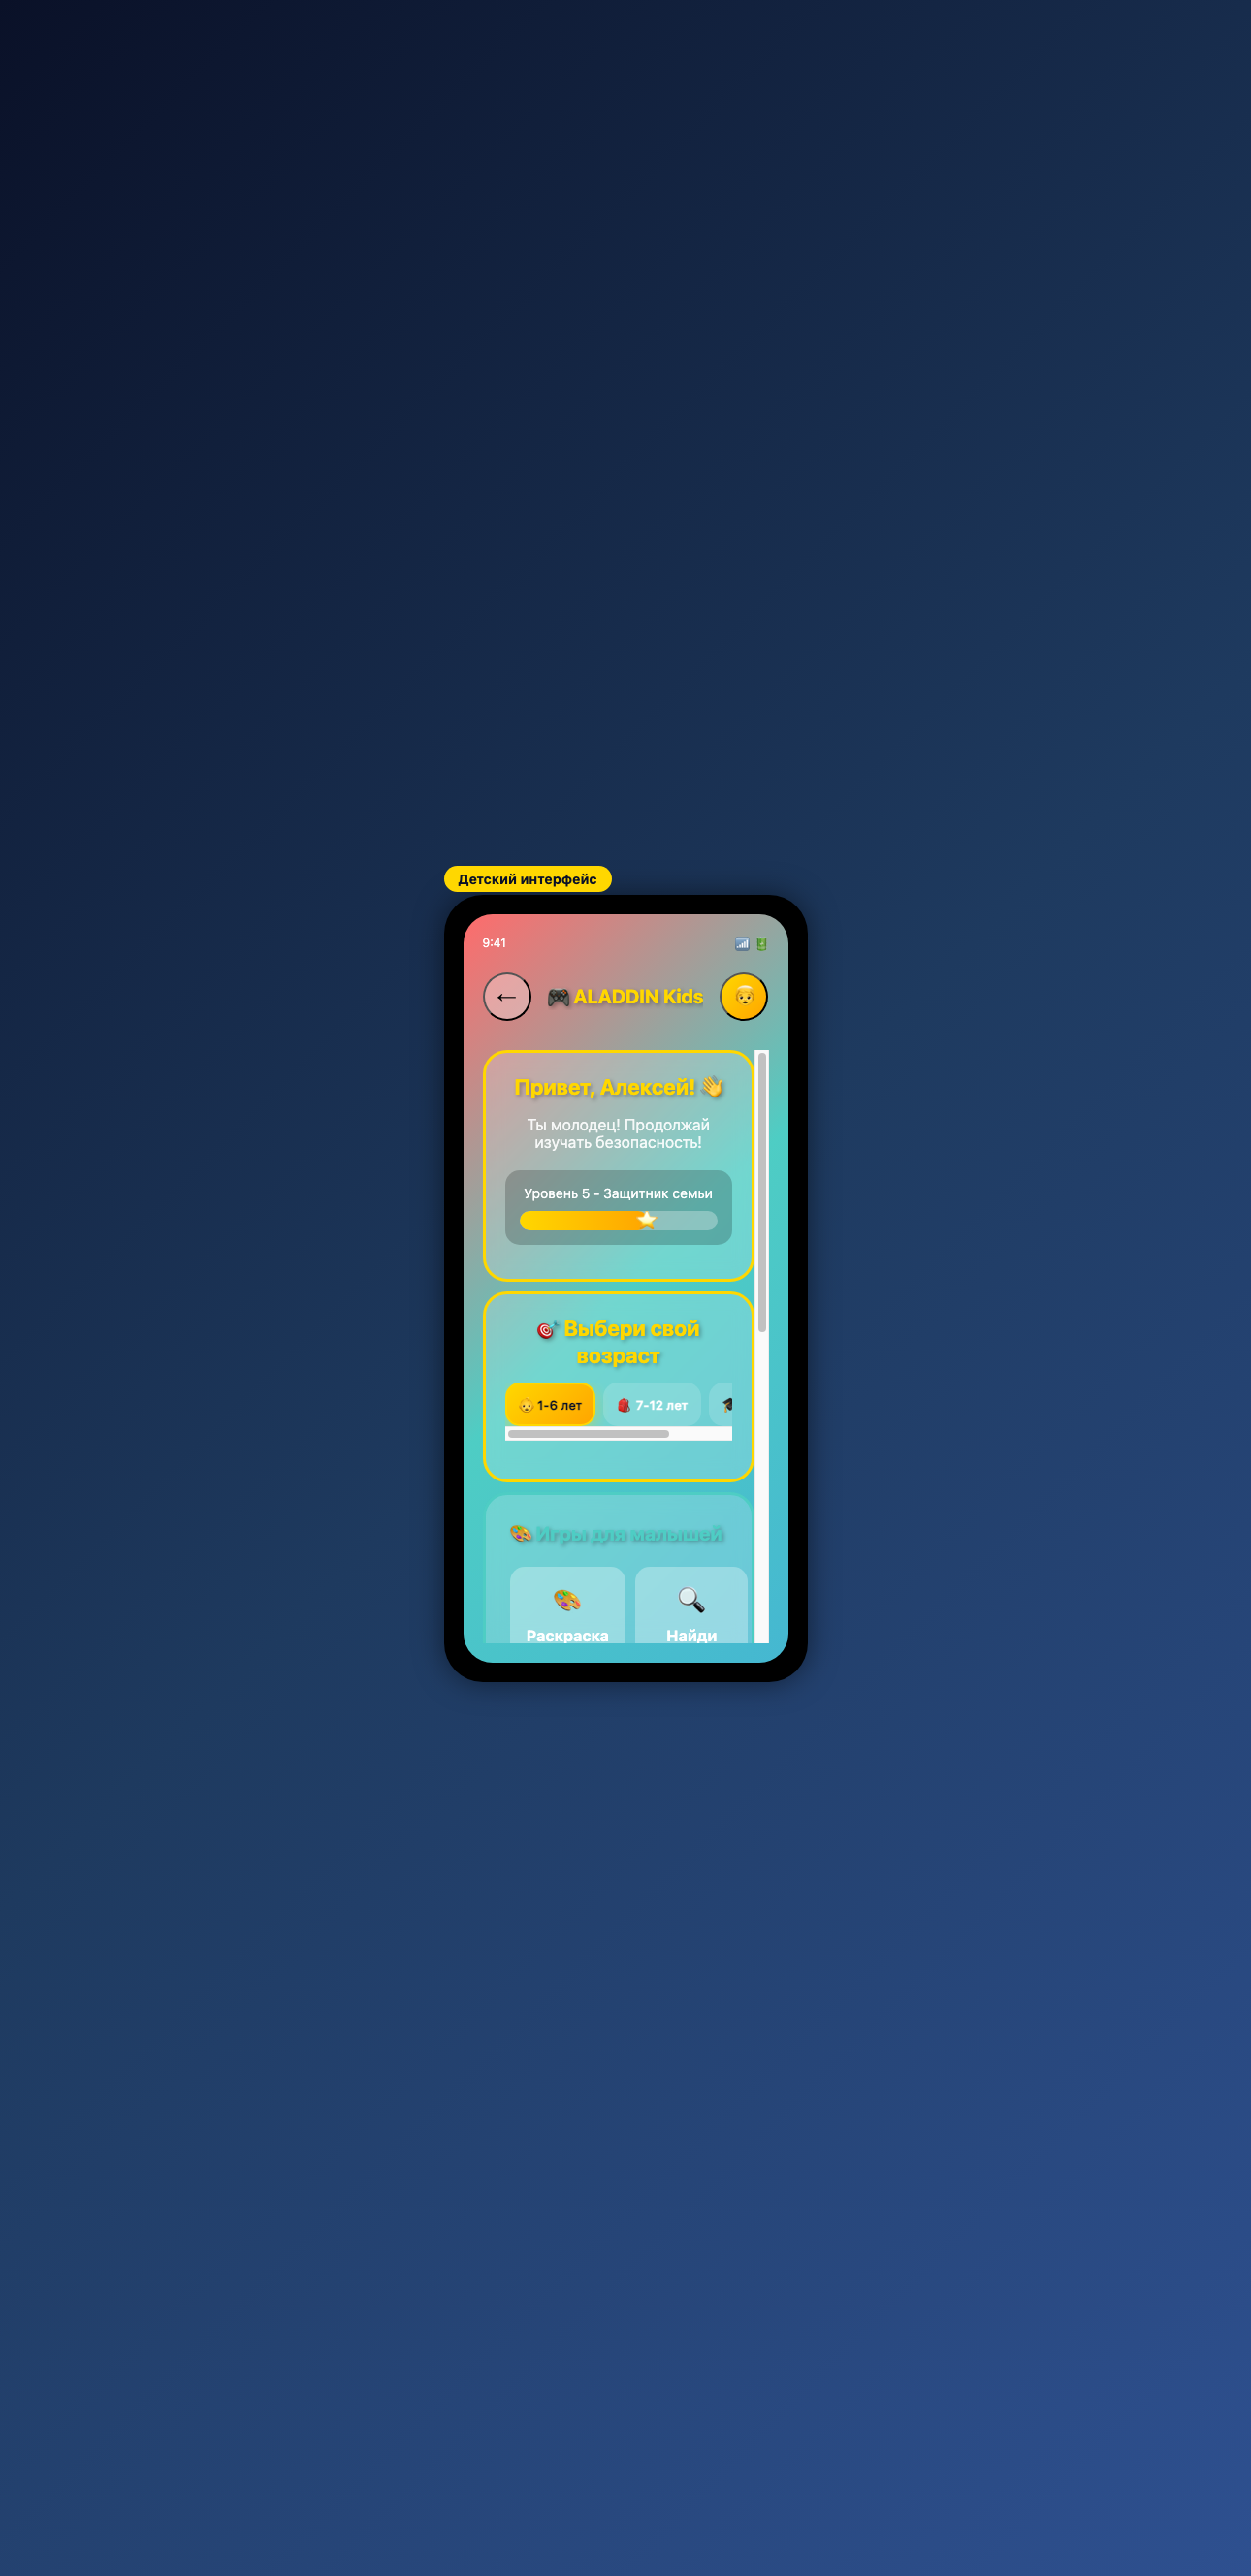 Детский интерфейс
9:41
←
ALADDIN Kids
Привет, Алексей!
Ты молодец! Продолжай
изучать безопасность!
Уровень 5 - Защитник семьи
Выбери свой
возраст
1-6 лет
7-12 лет
Игры для малышей
Раскраска
Найди